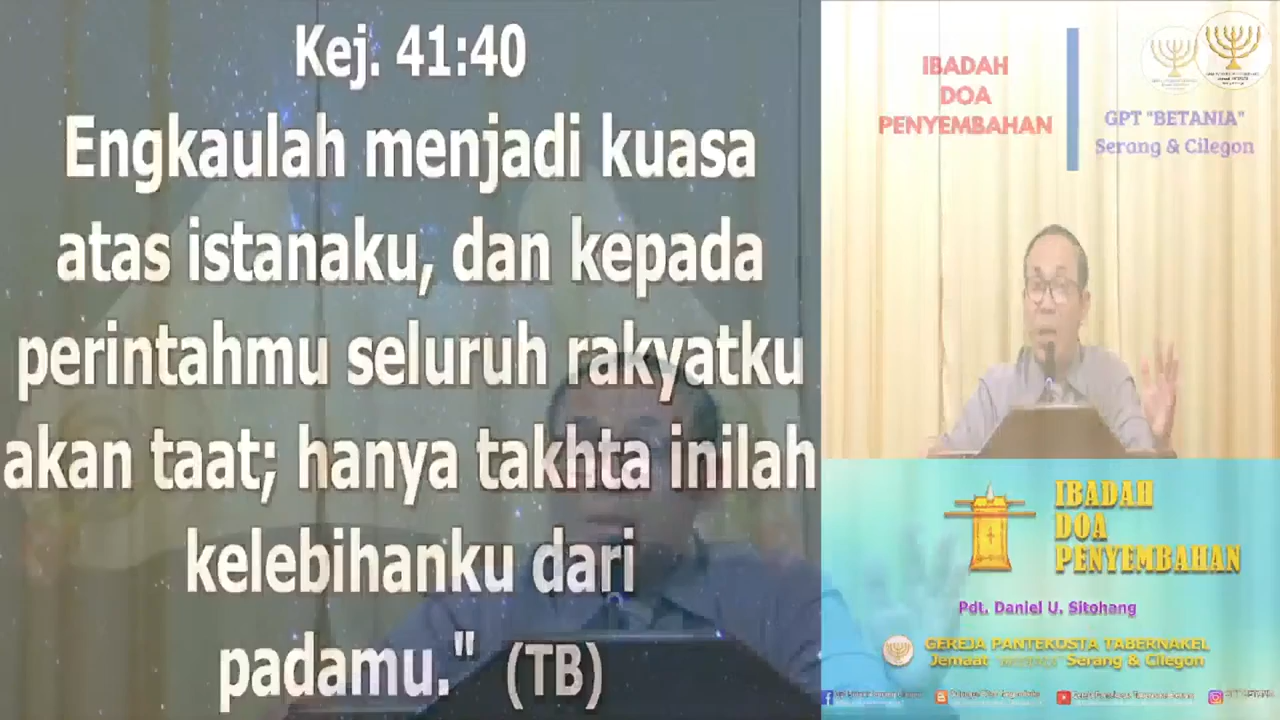 Kej. 41:40
Engkaulah menjadi kuasa
atas istanaku, dan kepada
perintahmu seluruh rakyatku
akan taat; hanya takhta inilah
kelebihanku dari
padamu." (TB)
IBADAH
DOA
PENYEMBAHAN
GPT "BETANIA"
Serang & Cilegon
IBADAH
DOA
PENYEMBAHAN
Pdt. Daniel U. Sitohang
GEREJA PANTEKOSTA TABERNAKEL
Jemaat Serang & Cilegon